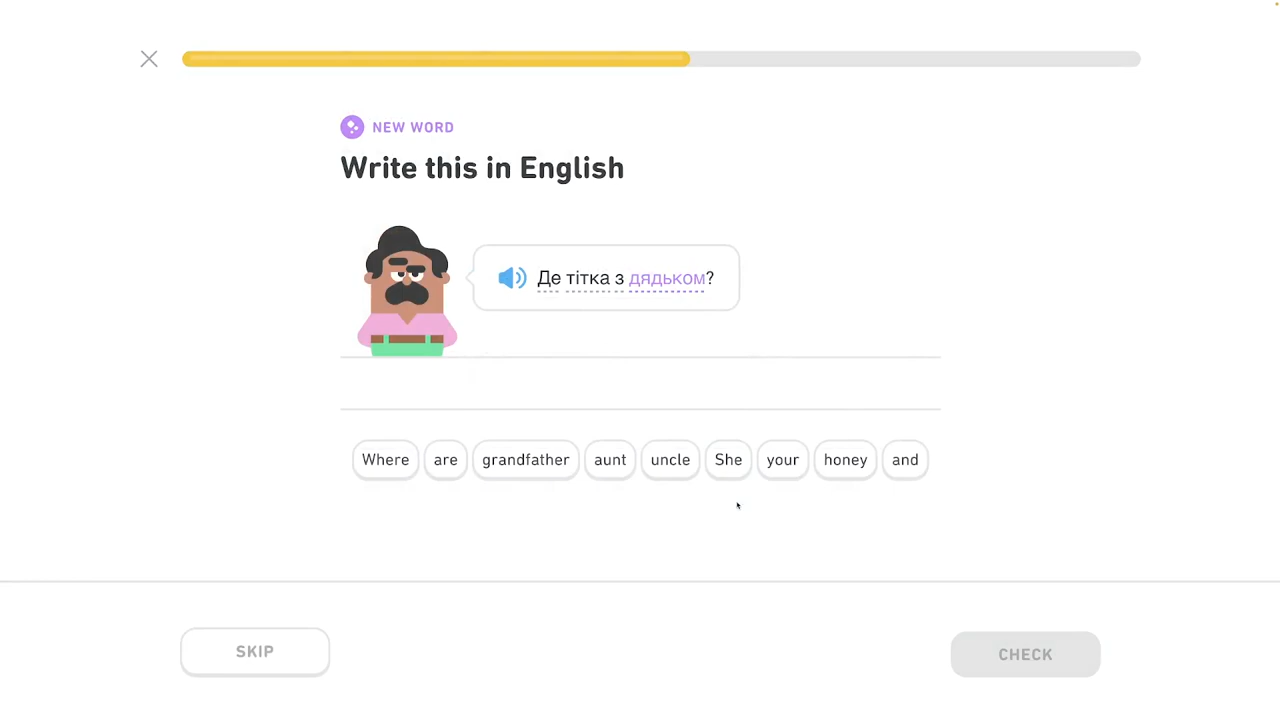 NEW WORD
Write this in English
Де тітка з дядьком?
Where are grandfather aunt uncle She your honey and
SKIP
CHECK